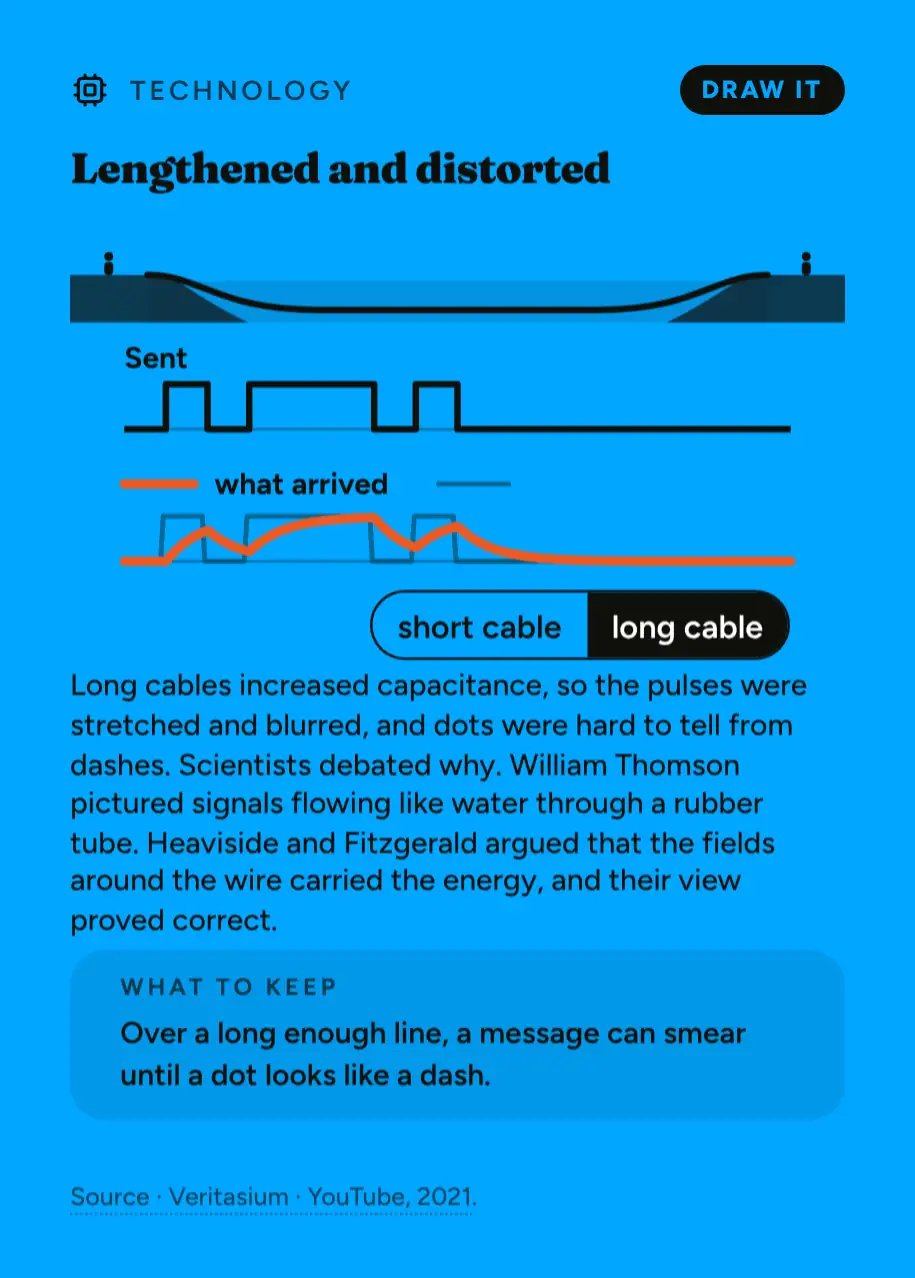 TECHNOLOGY
DRAW IT
Lengthened and distorted
Sent
what arrived
short cable
long cable
Long cables increased capacitance, so the pulses were
stretched and blurred, and dots were hard to tell from
dashes. Scientists debated why. William Thomson
pictured signals flowing like water through a rubber
tube. Heaviside and Fitzgerald argued that the fields
around the wire carried the energy, and their view
proved correct.
WHAT TO KEEP
Over a long enough line, a message can smear
until a dot looks like a dash.
Source · Veritasium · YouTube, 2021.